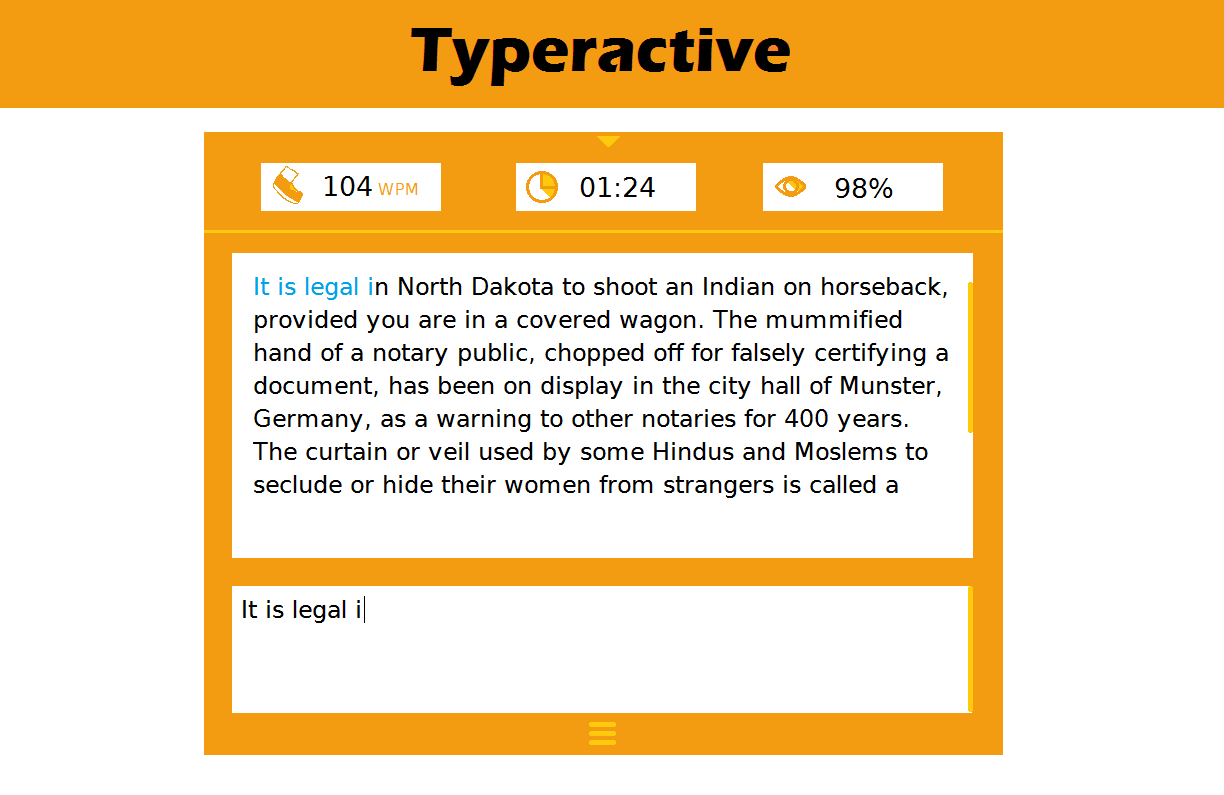 Typeractive
104 WPM
01:24
98%
It is legal in North Dakota to shoot an Indian on horseback,
provided you are in a covered wagon. The mummified
hand of a notary public, chopped off for falsely certifying a
document, has been on display in the city hall of Munster,
Germany, as a warning to other notaries for 400 years.
The curtain or veil used by some Hindus and Moslems to
seclude or hide their women from strangers is called a
It is legal i